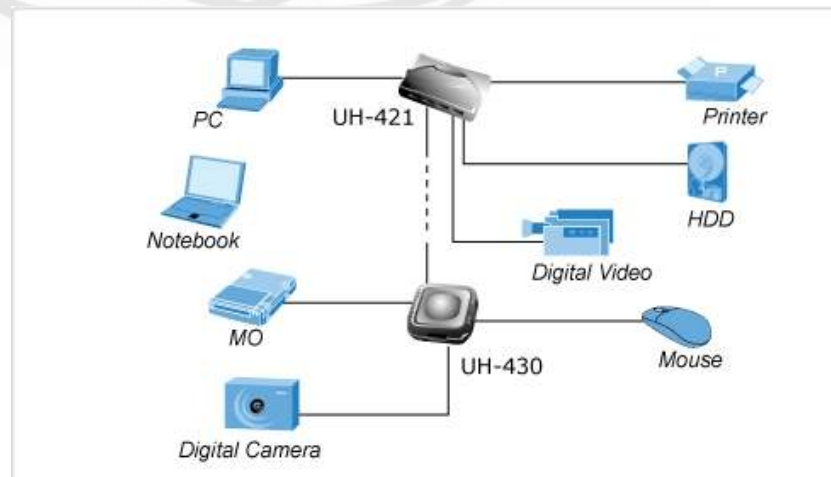 PC
UH-421
Printer
HDD
Notebook
Digital Video
MO
UH-430
Mouse
Digital Camera